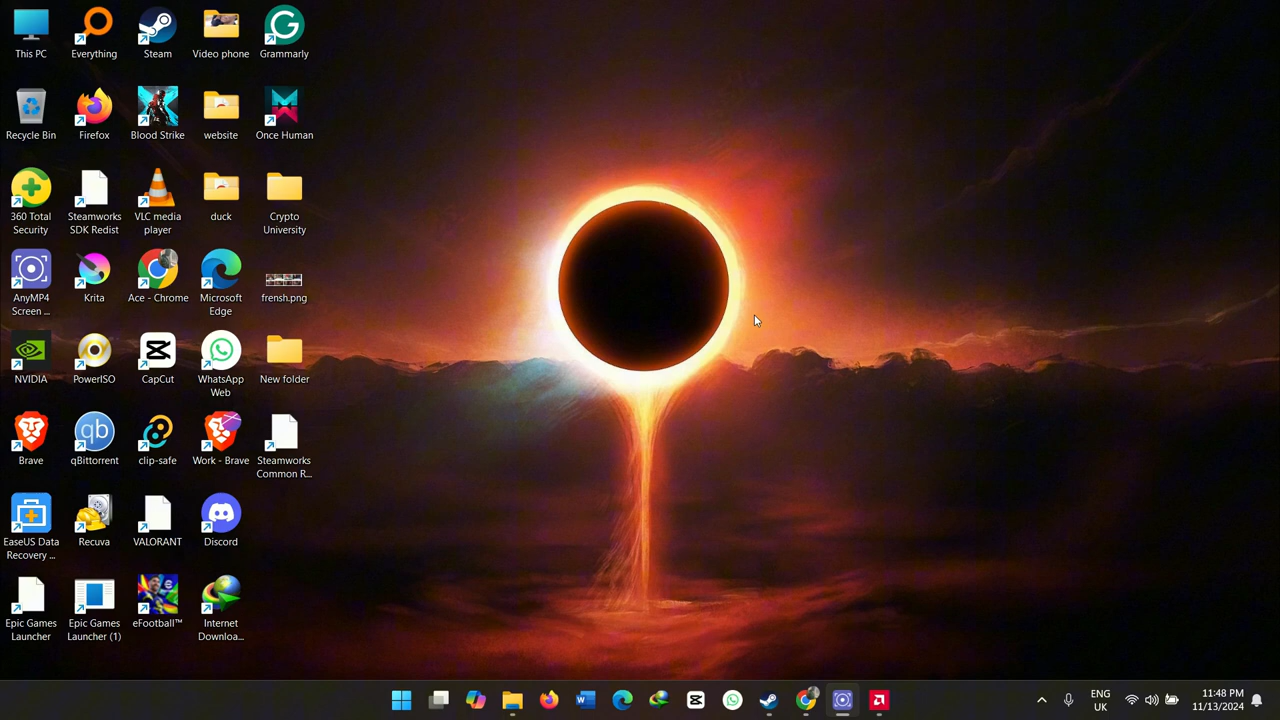 This PC
Everything
Steam
Video phone
Grammarly
Recycle Bin
Firefox
Blood Strike
website
Once Human
360 Total
Security
Steamworks
SDK Redist
VLC media
player
duck
Crypto
University
AnyMP4
Screen ...
Krita
Ace - Chrome
Microsoft
Edge
frensh.png
NVIDIA
PowerISO
CapCut
WhatsApp
Web
New folder
Brave
qb
qBittorrent
clip-safe
Work - Brave
Steamworks
Common R...
EaseUS Data
Recovery ...
Recuva
VALORANT
Discord
Epic Games
Launcher
Epic Games
Launcher (1)
eFootball™
Internet
Downloa...
ENG
UK
11:48 PM
11/13/2024